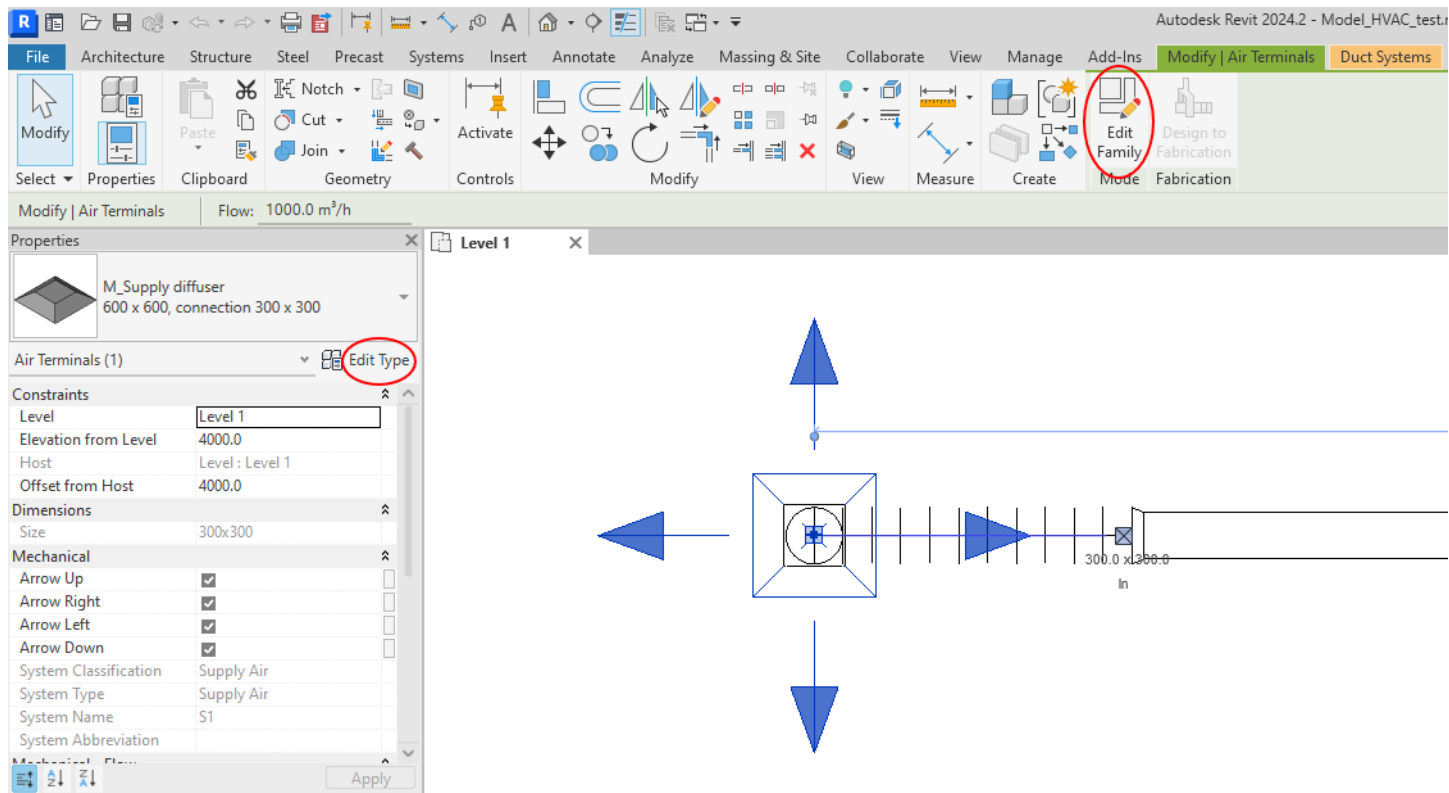 R
Autodesk Revit 2024.2 - Model_HVAC_test.r
File Architecture Structure Steel Precast Systems Insert Annotate Analyze Massing & Site Collaborate View Manage Add-Ins Modify | Air Terminals Duct Systems
Modify
Paste
Notch
Cut
Join
Activate
Edit
Family
Design to
Fabrication
Select Properties Clipboard Geometry Controls Modify View Measure Create Mode Fabrication
Modify | Air Terminals Flow: 1000.0 m³/h
Properties
Level 1
M_Supply diffuser
600 x 600, connection 300 x 300
Air Terminals (1) Edit Type
Constraints
Level Level 1
Elevation from Level 4000.0
Host Level : Level 1
Offset from Host 4000.0
Dimensions
Size 300x300
Mechanical
Arrow Up
Arrow Right
Arrow Left
Arrow Down
System Classification Supply Air
System Type Supply Air
System Name S1
System Abbreviation
Mechanical - Flow
Apply
300.0 x 300.0
In